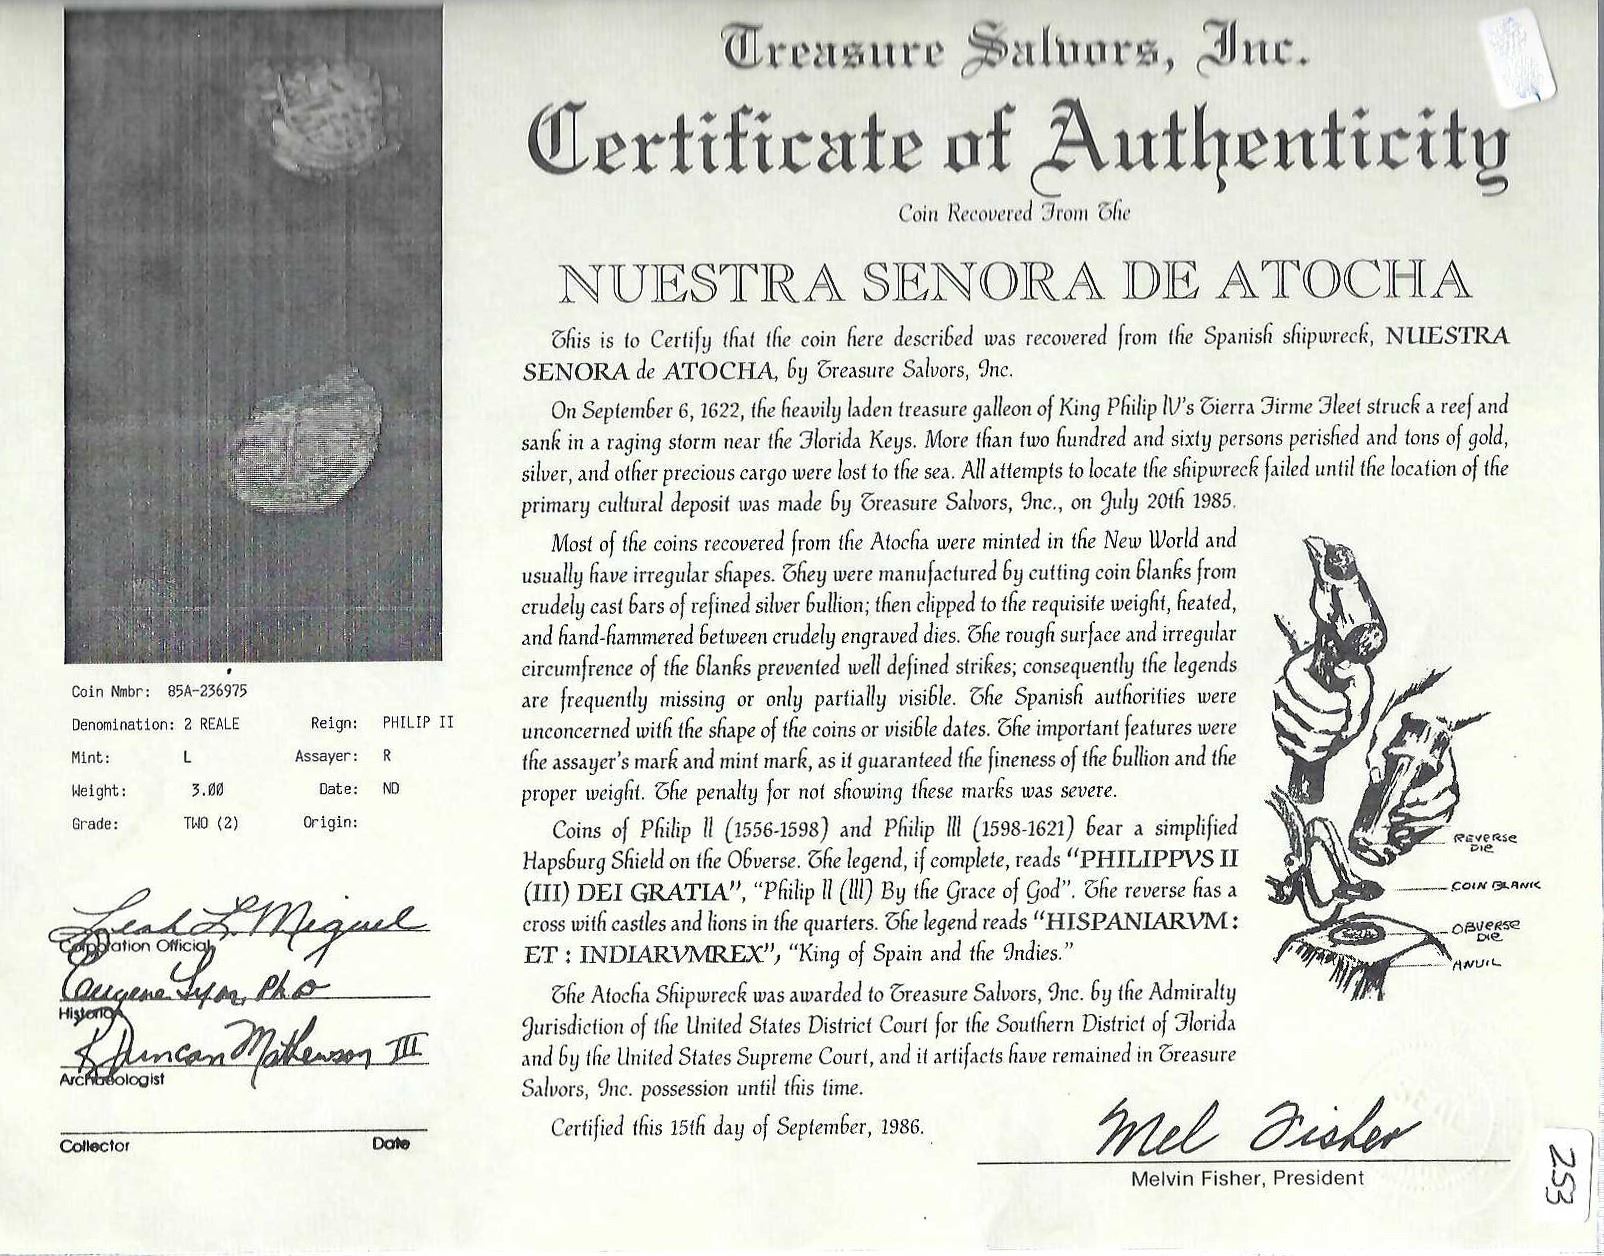 Treasure Salvors, Inc.
Certificate of Authenticity
Coin Recovered From The
NUESTRA SENORA DE ATOCHA
This is to Certify that the coin here described was recovered from the Spanish shipwreck, NUESTRA
SENORA de ATOCHA, by Treasure Salvors, Inc.
On September 6, 1622, the heavily laden treasure galleon of King Philip IV's Tierra Firme Fleet struck a reef and
sank in a raging storm near the Florida Keys. More than two hundred and sixty persons perished and tons of gold,
silver, and other precious cargo were lost to the sea. All attempts to locate the shipwreck failed until the location of the
primary cultural deposit was made by Treasure Salvors, Inc., on July 20th 1985.
Most of the coins recovered from the Atocha were minted in the New World and
usually have irregular shapes. They were manufactured by cutting coin blanks from
crudely cast bars of refined silver bullion; then clipped to the requisite weight, heated,
and hand-hammered between crudely engraved dies. The rough surface and irregular
circumfrence of the blanks prevented well defined strikes; consequently the legends
are frequently missing or only partially visible. The Spanish authorities were
unconcerned with the shape of the coins or visible dates. The important features were
the assayer's mark and mint mark, as it guaranteed the fineness of the bullion and the
proper weight. The penalty for not showing these marks was severe.
Coins of Philip II (1556-1598) and Philip III (1598-1621) bear a simplified
Hapsburg Shield on the Obverse. The legend, if complete, reads "PHILIPPVS II
(III) DEI GRATIA", "Philip II (III) By the Grace of God". The reverse has a
cross with castles and lions in the quarters. The legend reads "HISPANIARVM :
ET : INDIARVMREX", "King of Spain and the Indies."
The Atocha Shipwreck was awarded to Treasure Salvors, Inc. by the Admiralty
Jurisdiction of the United States District Court for the Southern District of Florida
and by the United States Supreme Court, and it artifacts have remained in Treasure
Salvors, Inc. possession until this time.
Certified this 15th day of September, 1986.
REVERSE
DIE
COIN BLANK
OBVERSE
DIE
ANVIL
Mel Fisher
Melvin Fisher, President
253
Coin Nmbr: 85A-236975
Denomination: 2 REALE Reign: PHILIP II
Mint: L Assayer: R
Weight: 3.00 Date: ND
Grade: TWO (2) Origin:
Leah L. Miguel
Corporation Official
Eugene Lyon, PhD
Historian
R Duncan Mathewson III
Archaeologist
Collector Date